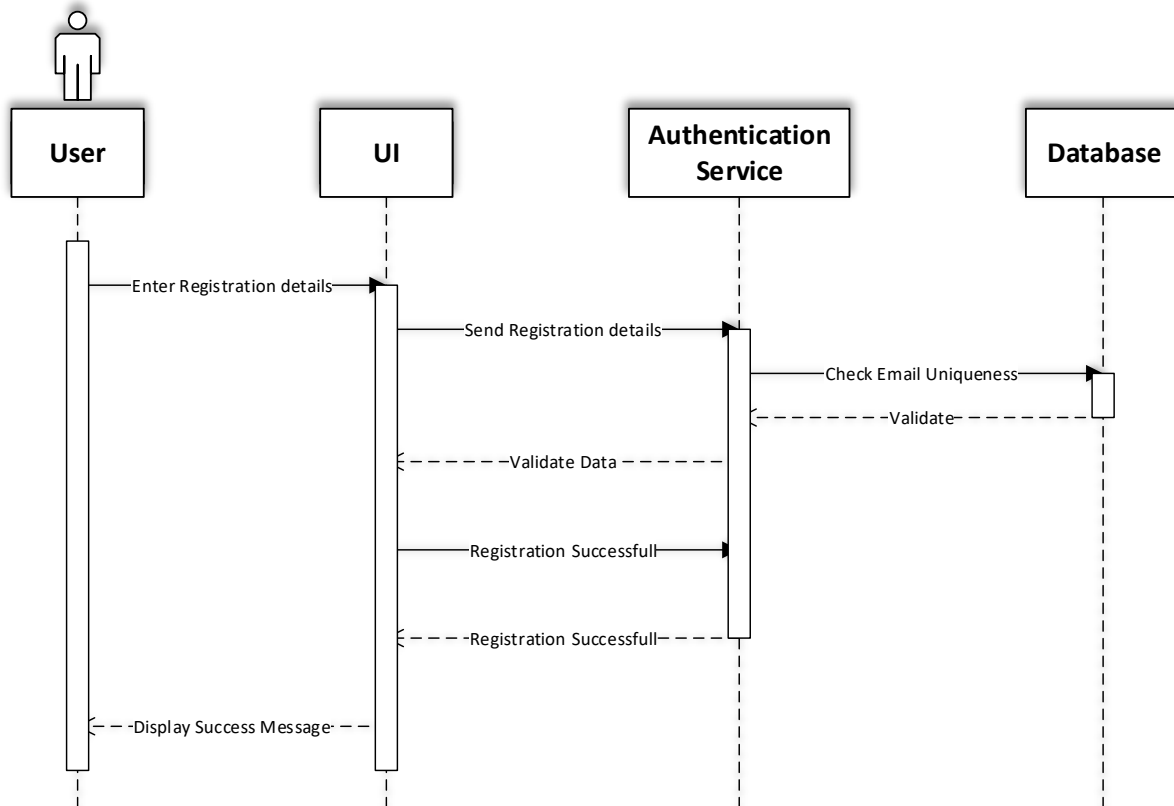 User
UI
Authentication
Service
Database
Enter Registration details
Send Registration details
Check Email Uniqueness
Validate
Validate Data
Registration Successfull
Registration Successfull
Display Success Message